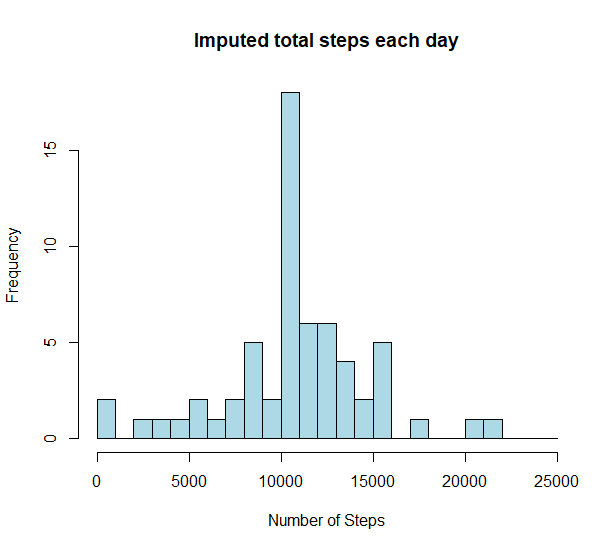 Imputed total steps each day
Frequency
15
10
5
0
0 5000 10000 15000 20000 25000
Number of Steps